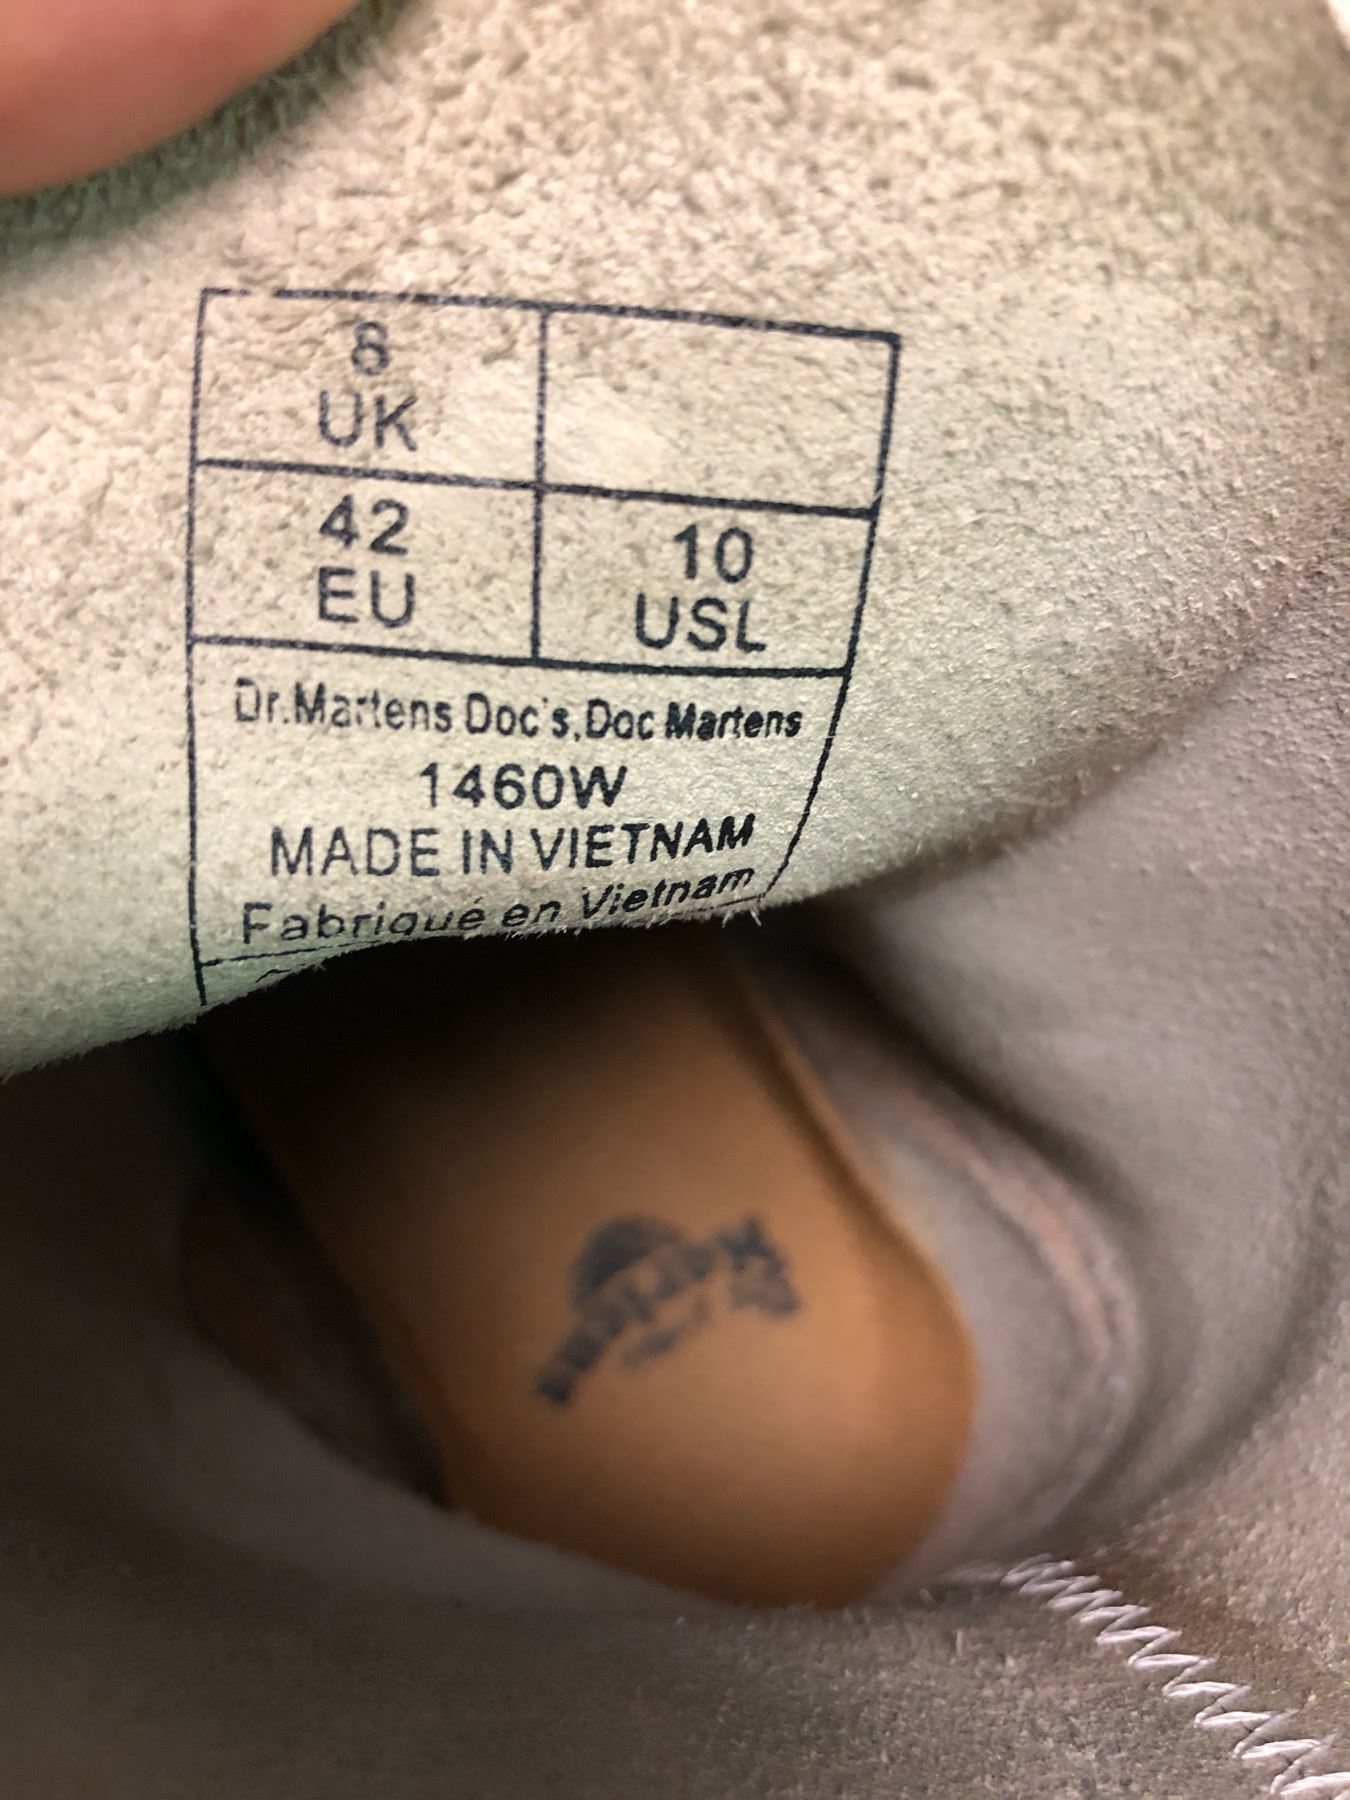 8
UK
42
EU
10
USL
Dr.Martens Doc's,Doc Martens
1460W
MADE IN VIETNAM
Fabriqué en Vietnam